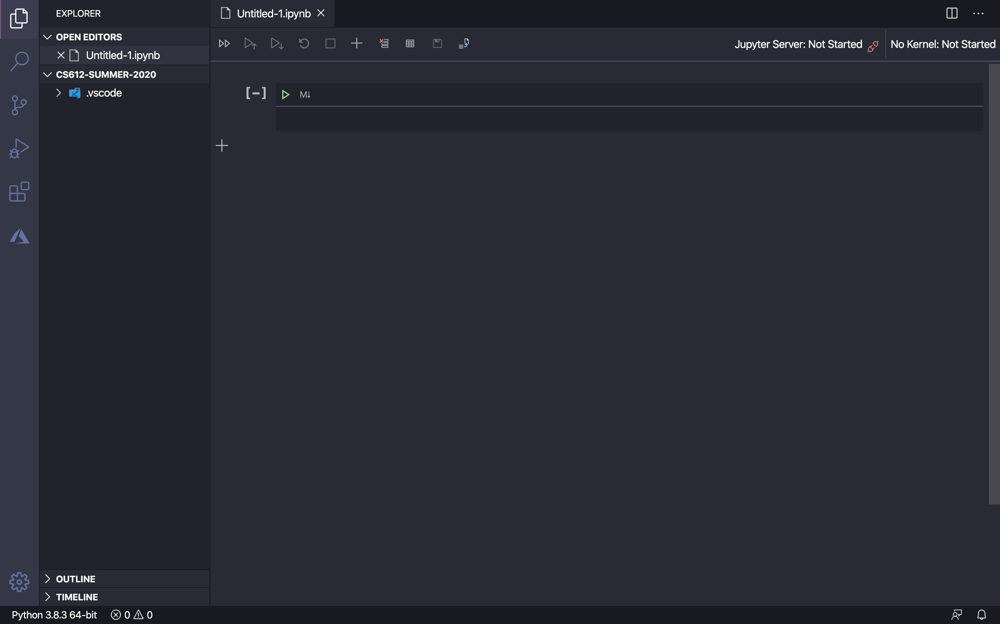 EXPLORER
OPEN EDITORS
Untitled-1.ipynb
CS612-SUMMER-2020
.vscode
OUTLINE
TIMELINE
Untitled-1.ipynb
Jupyter Server: Not Started
No Kernel: Not Started
[-]
M↓
Python 3.8.3 64-bit
0
0